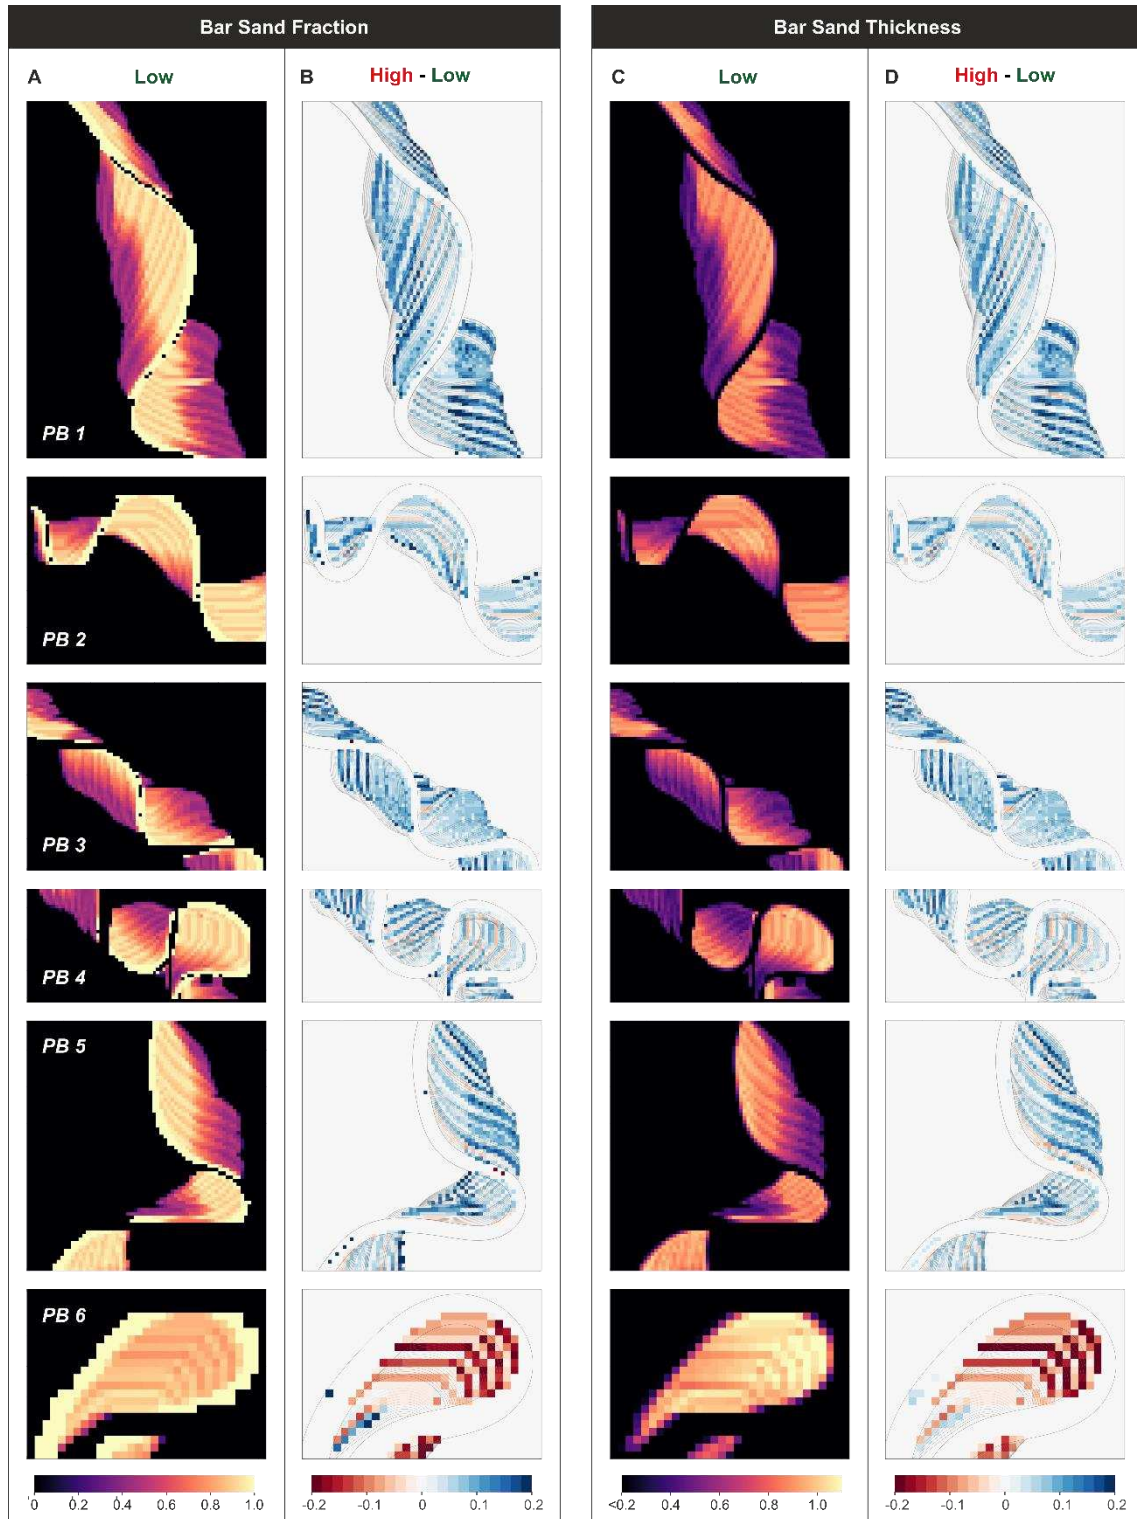 Bar Sand Fraction
Bar Sand Thickness
A Low B High - Low C Low D High - Low
PB 1
PB 2
PB 3
PB 4
PB 5
PB 6
0 0.2 0.4 0.6 0.8 1.0
-0.2 -0.1 0 0.1 0.2
<0.2 0.4 0.6 0.8 1.0
-0.2 -0.1 0 0.1 0.2